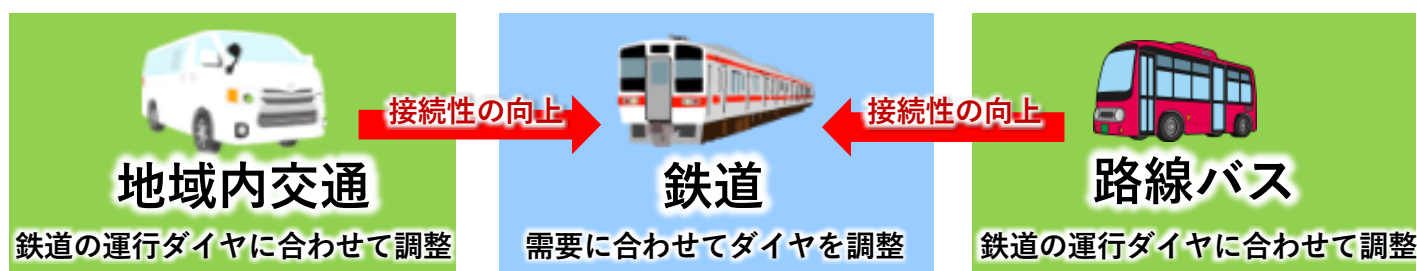 接続性の向上
接続性の向上
地域内交通
鉄道
路線バス
鉄道の運行ダイヤに合わせて調整
需要に合わせてダイヤを調整
鉄道の運行ダイヤに合わせて調整